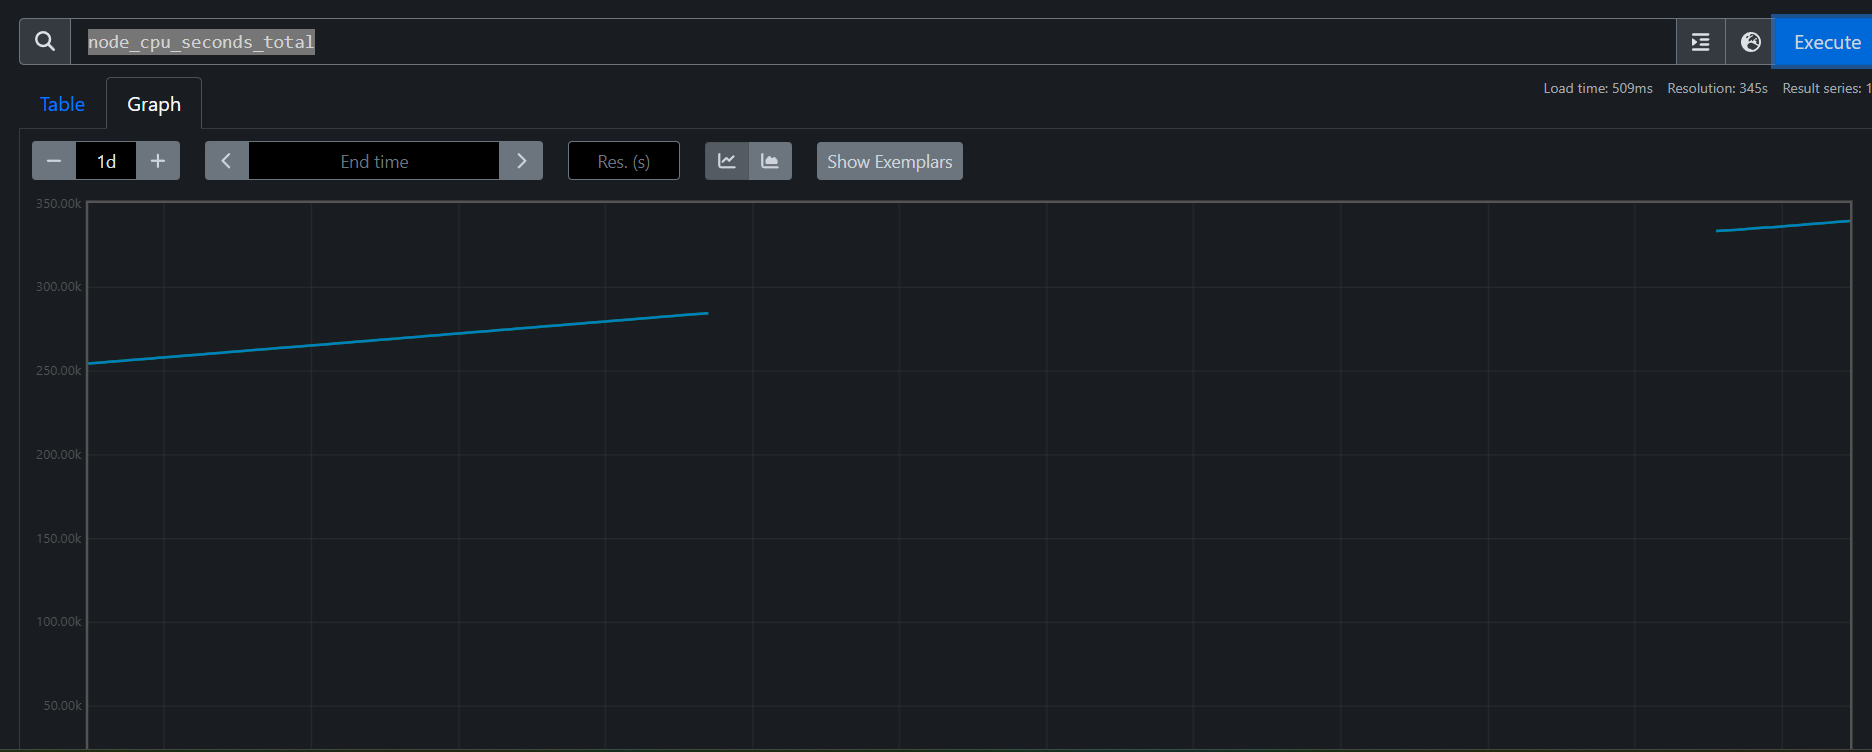 node_cpu_seconds_total
Execute
Table
Graph
Load time: 509ms Resolution: 345s Result series: 1
1d
End time
Res. (s)
Show Exemplars
350.00k
300.00k
250.00k
200.00k
150.00k
100.00k
50.00k